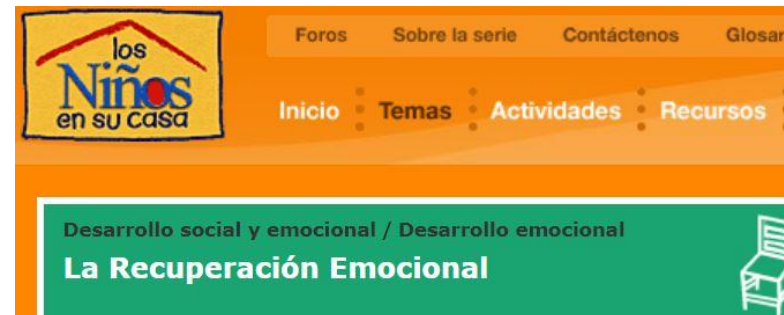 los
Niños
en su casa
Foros Sobre la serie Contáctenos
Inicio Temas Actividades Recursos
Desarrollo social y emocional / Desarrollo emocional
La Recuperación Emocional